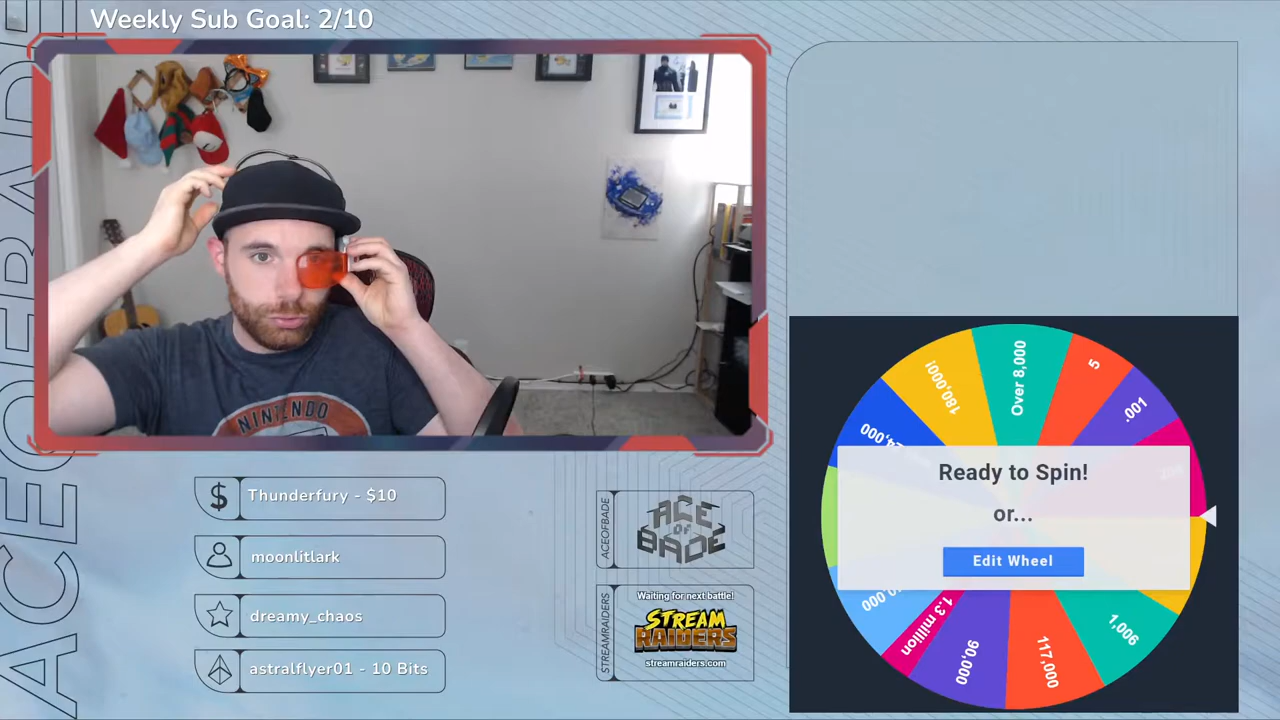 Weekly Sub Goal: 2/10
ACEOFBADE
NINTENDO
Thunderfury - $10
moonlitlark
dreamy_chaos
astralflyer01 - 10 Bits
ACEOFBADE
ACE
OF
BADE
STREAMRAIDERS
Waiting for next battle!
STREAM
RAIDERS
streamraiders.com
180,000!
Over 8,000
5
.001
1,006
117,000
90,000
1.3 million
Ready to Spin!
or...
Edit Wheel